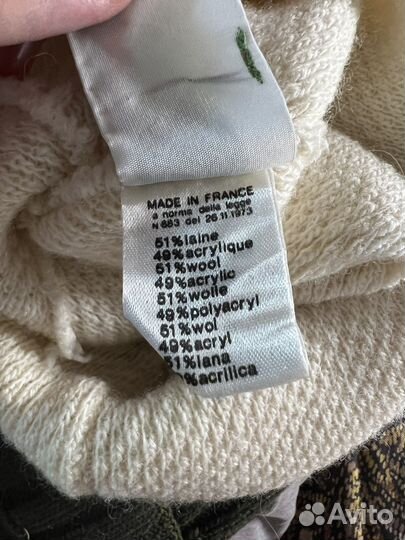 MADE IN FRANCE
a norma della legge
N 883 del 26.11.1973
51%laine
49%acrylique
51%wool
49%acrylic
51%wolle
49%polyacryl
51%wol
49%acryl
51%lana
%acrilica
Avito